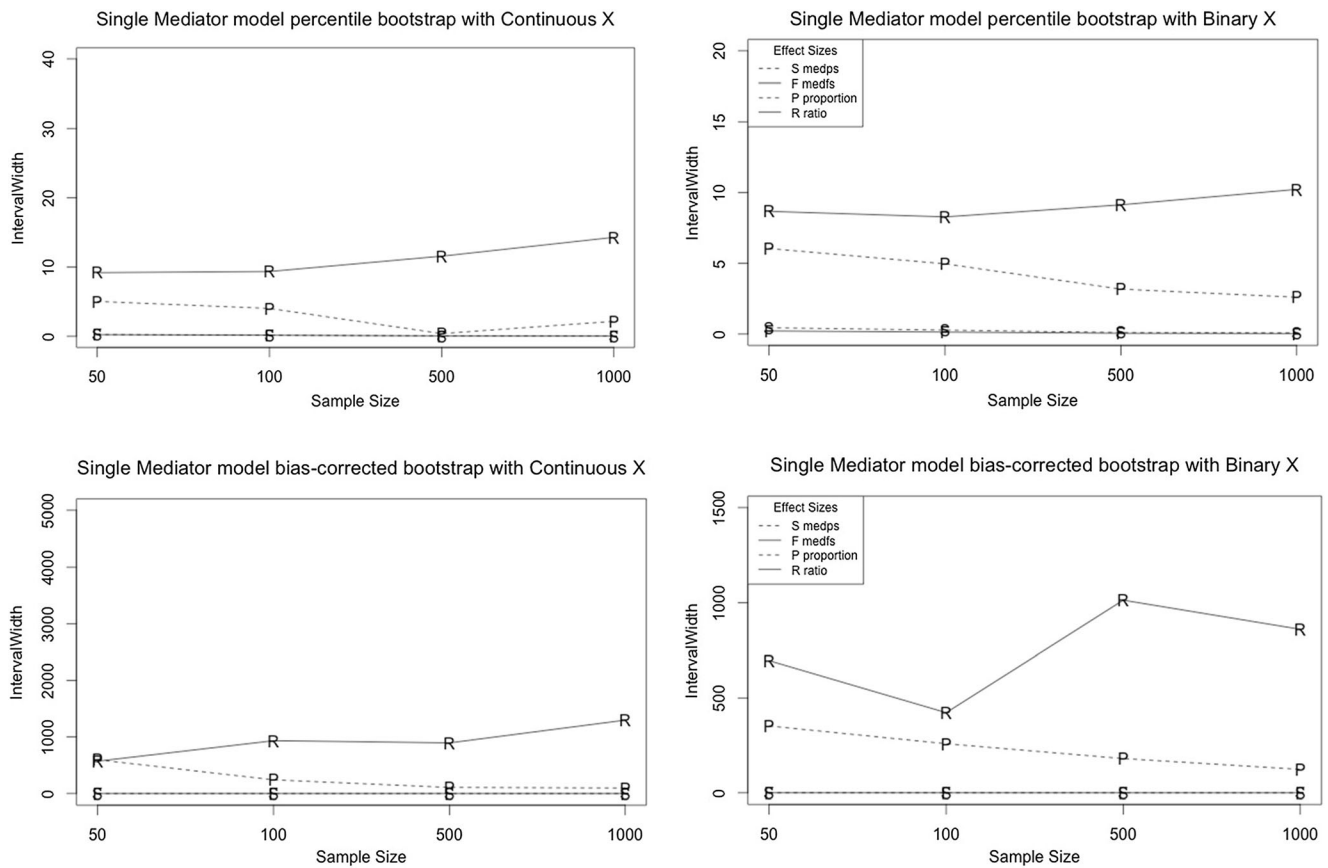 Single Mediator model percentile bootstrap with Continuous X
IntervalWidth
40
30
20
10
0
R R R R
P P P P
S S S S
50 100 500 1000
Sample Size
Single Mediator model percentile bootstrap with Binary X
IntervalWidth
20
15
10
5
0
Effect Sizes
S medps
F medfs
P proportion
R ratio
R R R R
P P P P
S S S S
50 100 500 1000
Sample Size
Single Mediator model bias-corrected bootstrap with Continuous X
IntervalWidth
5000
4000
3000
2000
1000
0
R R R R
P P P P
S S S S
50 100 500 1000
Sample Size
Single Mediator model bias-corrected bootstrap with Binary X
IntervalWidth
1500
1000
500
0
Effect Sizes
S medps
F medfs
P proportion
R ratio
R R R R
P P P P
S S S S
50 100 500 1000
Sample Size